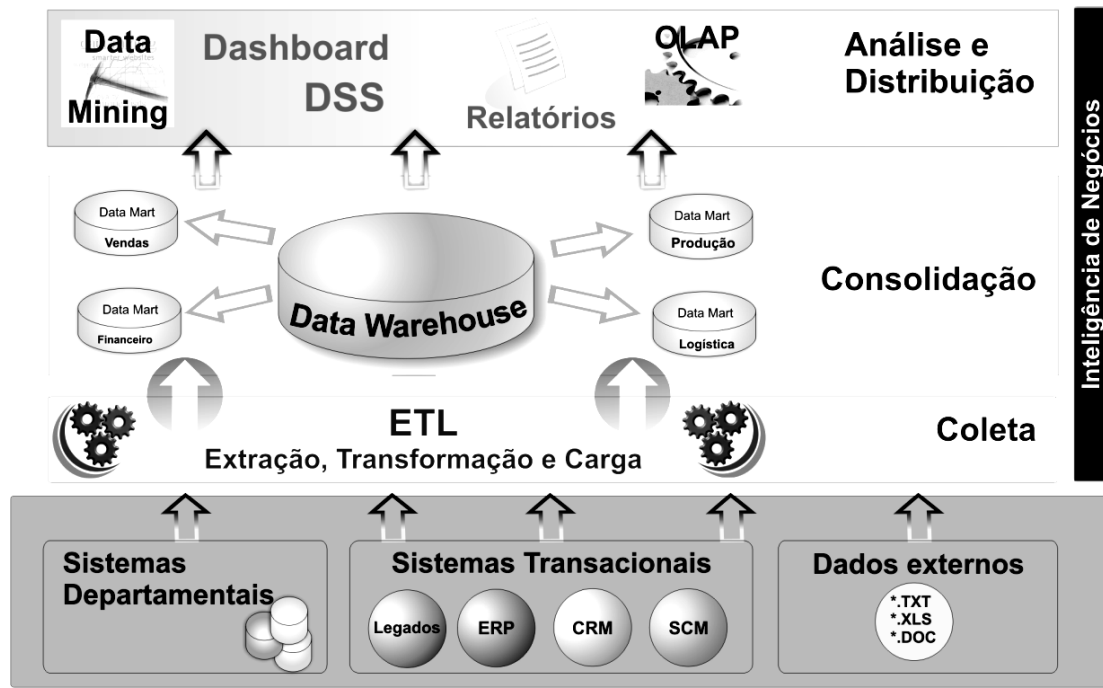 Data
Mining
Dashboard
DSS
Relatórios
OLAP
Análise e
Distribuição
Inteligência de Negócios
Data Mart
Vendas
Data Mart
Produção
Data Warehouse
Consolidação
Data Mart
Financeiro
Data Mart
Logística
ETL
Extração, Transformação e Carga
Coleta
Sistemas
Departamentais
Sistemas Transacionais
Legados
ERP
CRM
SCM
Dados externos
*.TXT
*.XLS
*.DOC